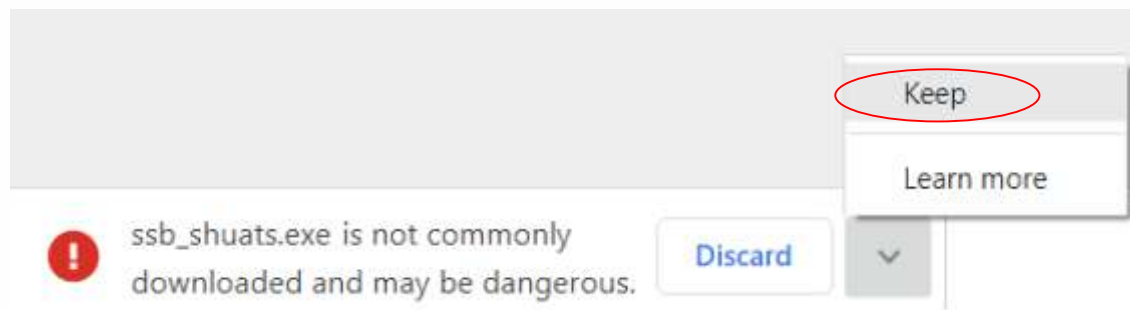 Keep
Learn more
ssb_shuats.exe is not commonly
downloaded and may be dangerous.
Discard